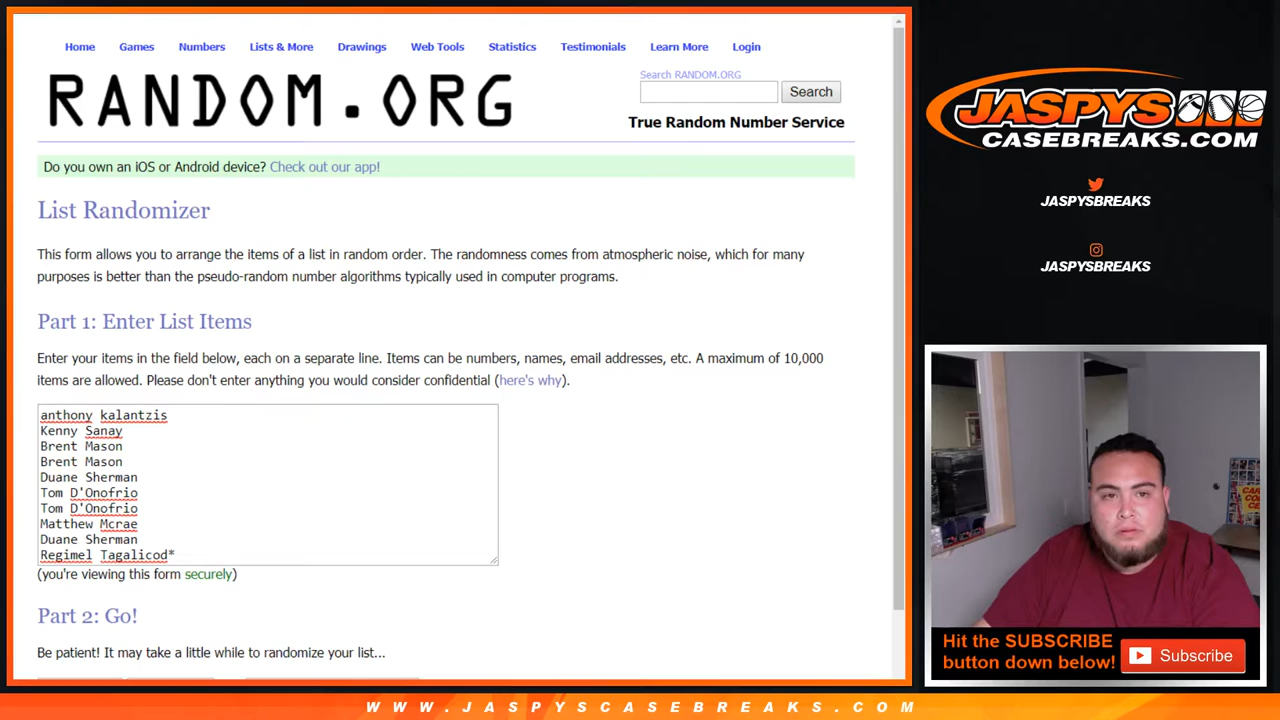 Home Games Numbers Lists & More Drawings Web Tools Statistics Testimonials Learn More Login
RANDOM.ORG
Search RANDOM.ORG
Search
True Random Number Service
Do you own an iOS or Android device? Check out our app!
List Randomizer
This form allows you to arrange the items of a list in random order. The randomness comes from atmospheric noise, which for many
purposes is better than the pseudo-random number algorithms typically used in computer programs.
Part 1: Enter List Items
Enter your items in the field below, each on a separate line. Items can be numbers, names, email addresses, etc. A maximum of 10,000
items are allowed. Please don't enter anything you would consider confidential (here's why).
anthony kalantzis
Kenny Sanay
Brent Mason
Brent Mason
Duane Sherman
Tom D'Onofrio
Tom D'Onofrio
Matthew Mcrae
Duane Sherman
Regimel Tagalicod*
(you're viewing this form securely)
Part 2: Go!
Be patient! It may take a little while to randomize your list...
JASPYS
CASEBREAKS.COM
JASPYSBREAKS
JASPYSBREAKS
Hit the SUBSCRIBE
button down below!
Subscribe
WWW.JASPYSCASEBREAKS.COM